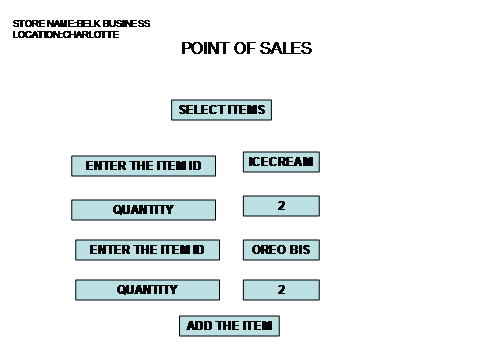 STORE NAME:BELK BUSINESS
LOCATION:CHARLOTTE
POINT OF SALES
SELECT ITEMS
ENTER THE ITEM ID ICECREAM
QUANTITY 2
ENTER THE ITEM ID OREO BIS
QUANTITY 2
ADD THE ITEM